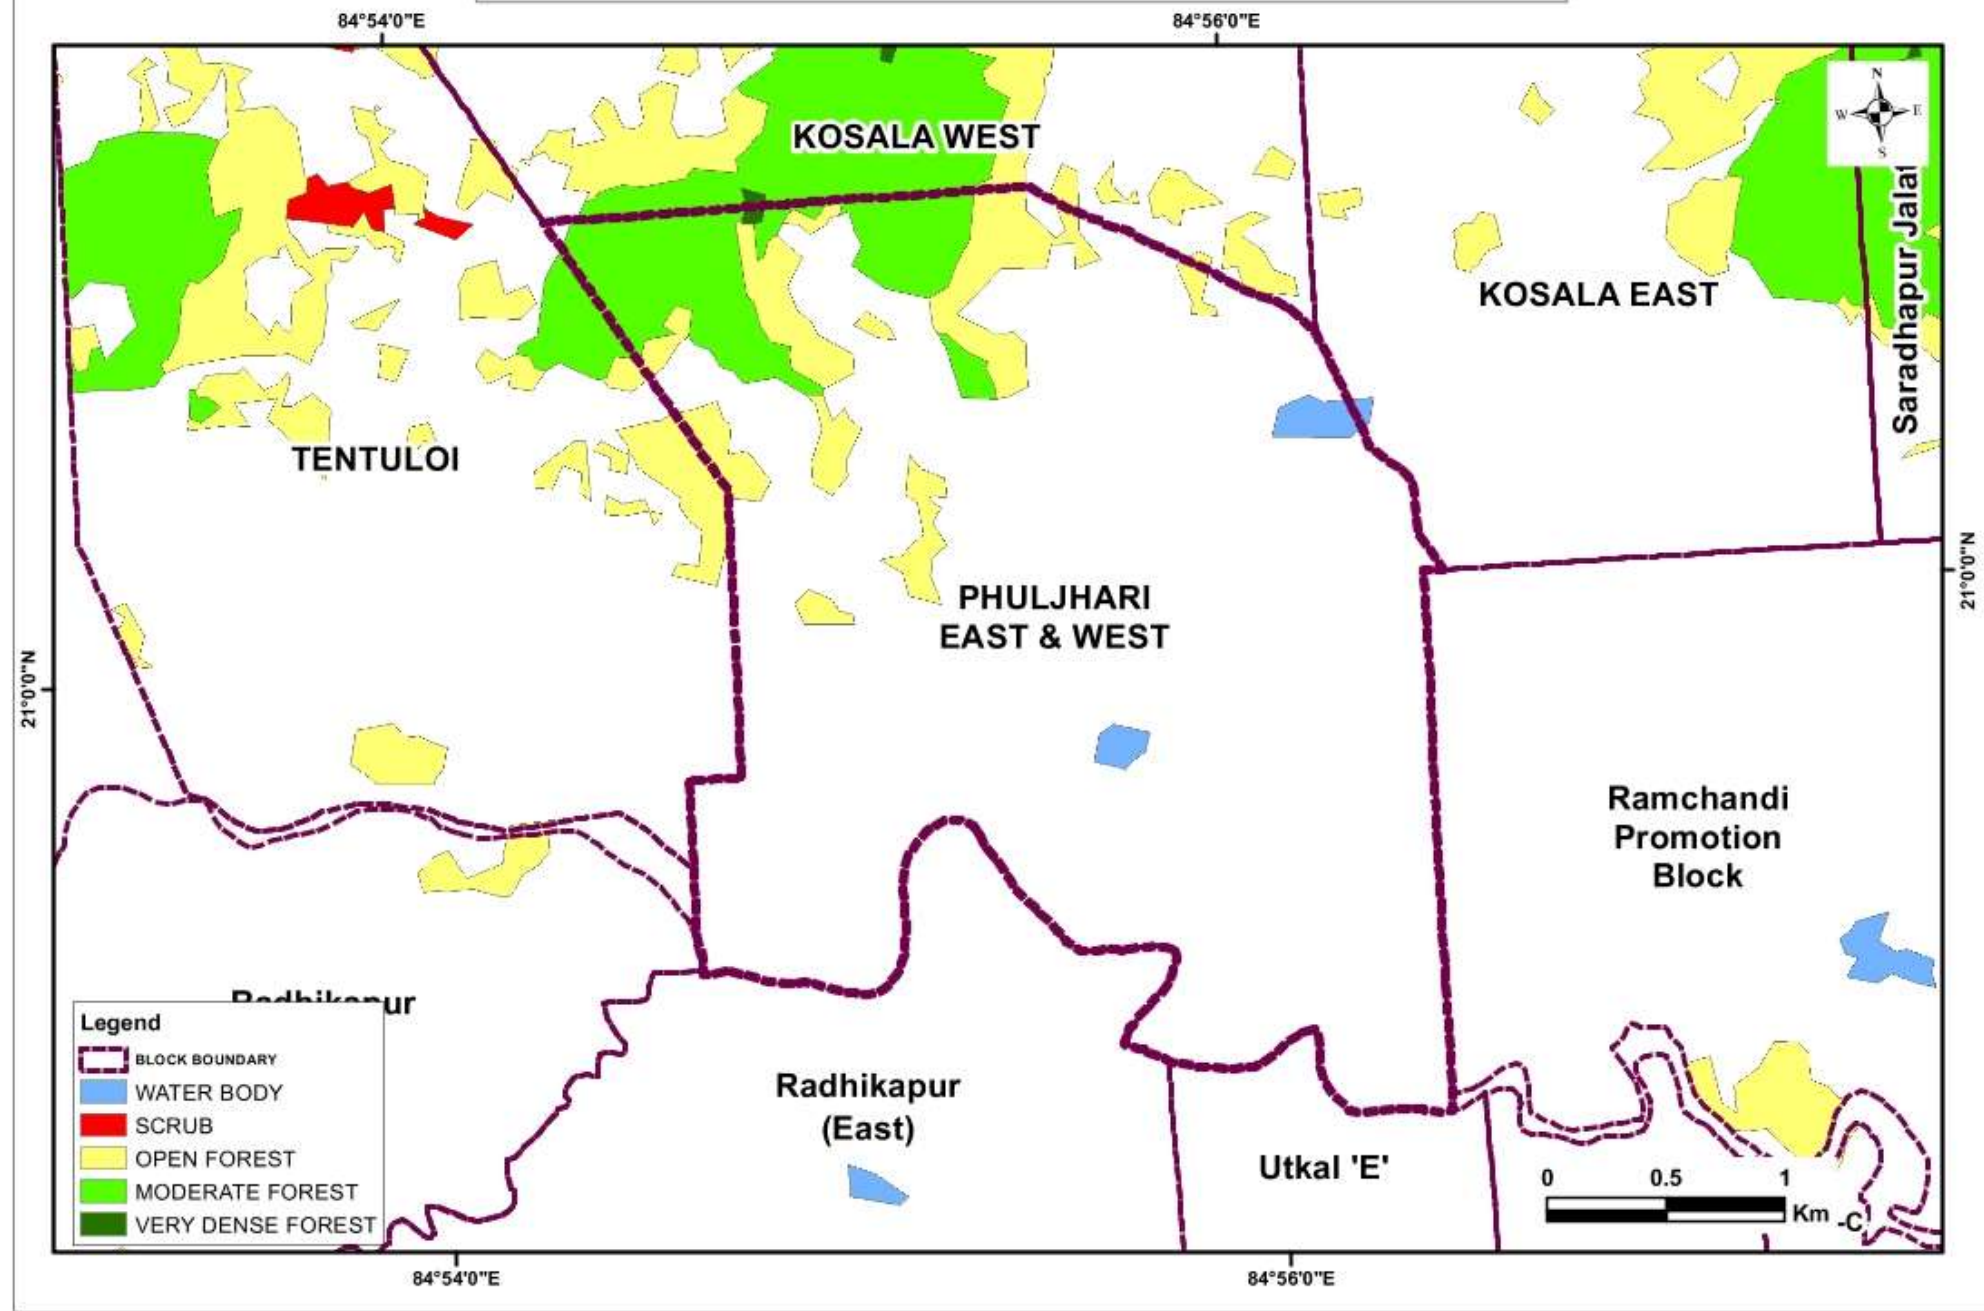 84°54'0"E
84°56'0"E
N
W
E
S
KOSALA WEST
Saradhapur Jalal
KOSALA EAST
TENTULOI
21°0'0"N
PHULJHARI
EAST & WEST
21°0'0"N
Ramchandi
Promotion
Block
Radhikapur
Legend
BLOCK BOUNDARY
WATER BODY
SCRUB
OPEN FOREST
MODERATE FOREST
VERY DENSE FOREST
Radhikapur
(East)
Utkal 'E'
0
0.5
1
Km
-C
84°54'0"E
84°56'0"E